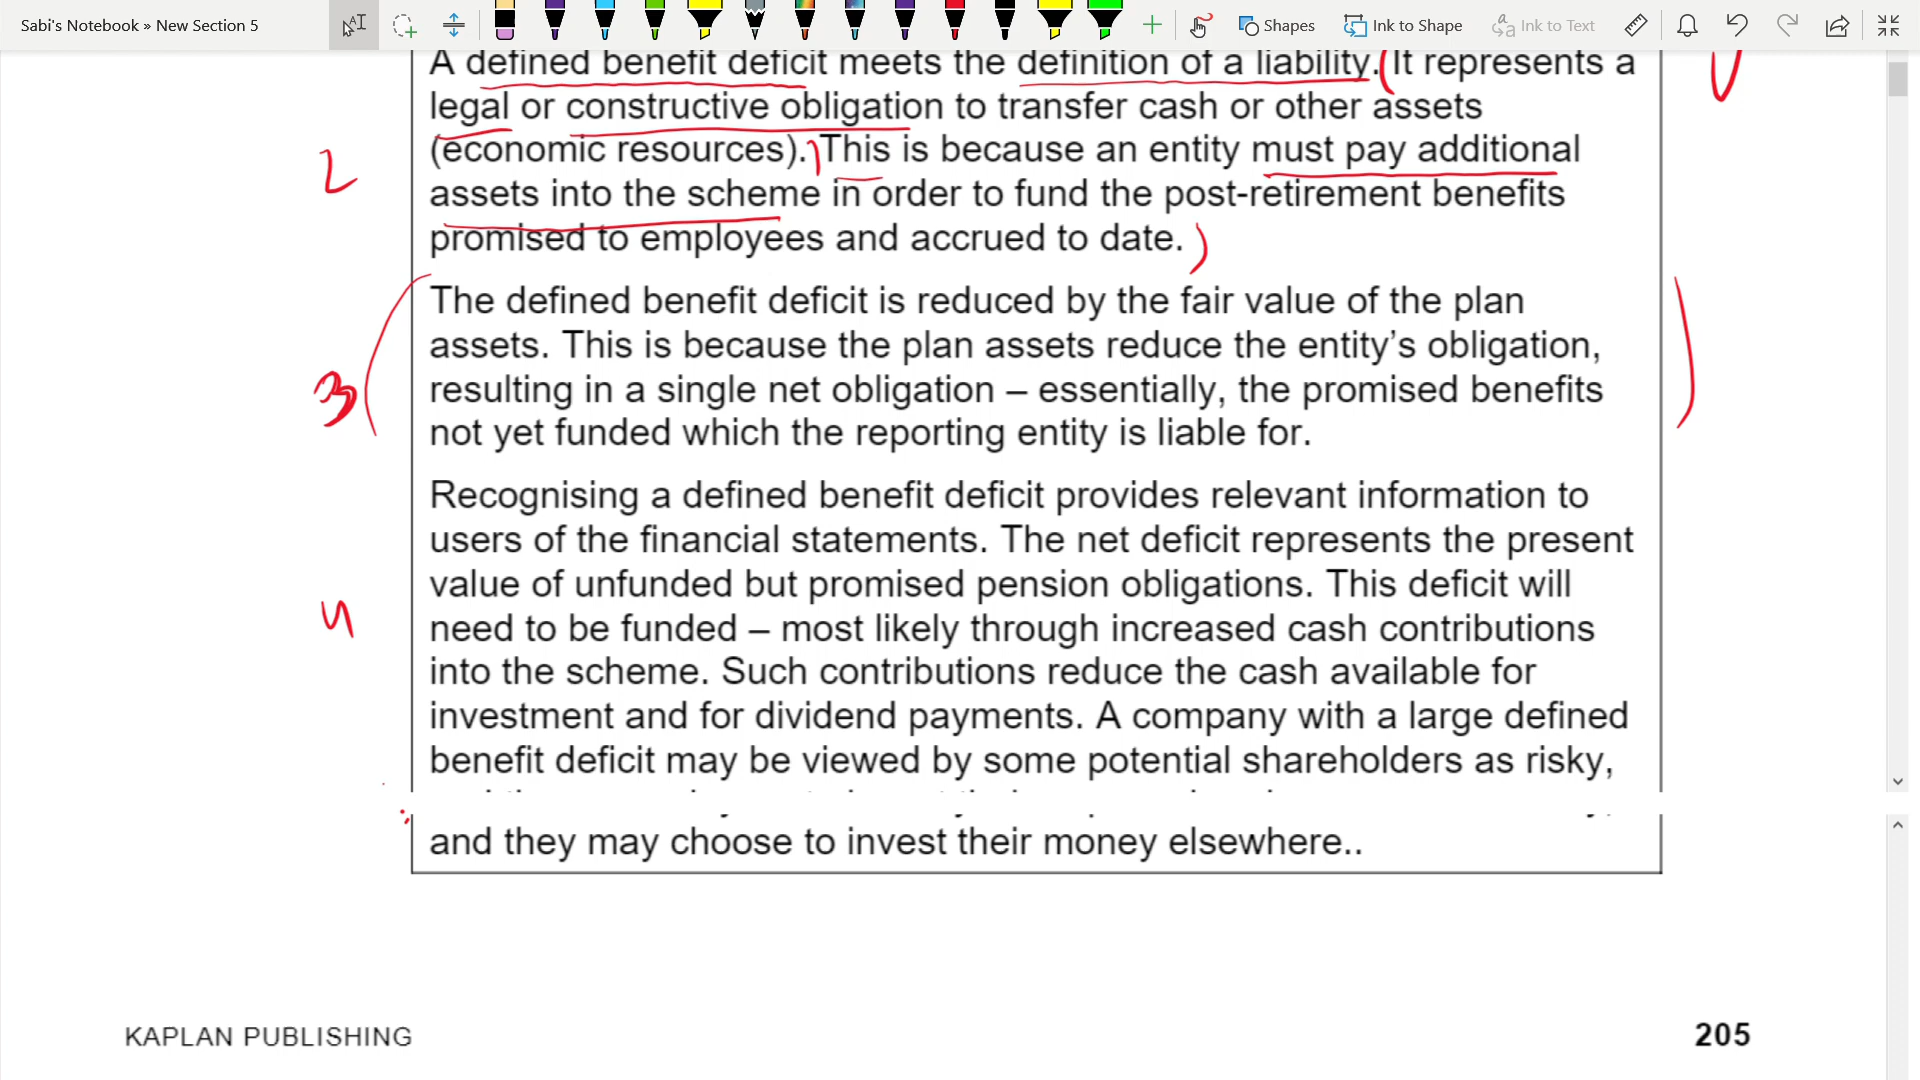 Sabi's Notebook » New Section 5
Shapes
Ink to Shape
Ink to Text
A defined benefit deficit meets the definition of a liability. It represents a
legal or constructive obligation to transfer cash or other assets
(economic resources). This is because an entity must pay additional
2
assets into the scheme in order to fund the post-retirement benefits
promised to employees and accrued to date.
The defined benefit deficit is reduced by the fair value of the plan
assets. This is because the plan assets reduce the entity’s obligation,
3
resulting in a single net obligation – essentially, the promised benefits
not yet funded which the reporting entity is liable for.
Recognising a defined benefit deficit provides relevant information to
users of the financial statements. The net deficit represents the present
value of unfunded but promised pension obligations. This deficit will
4
need to be funded – most likely through increased cash contributions
into the scheme. Such contributions reduce the cash available for
investment and for dividend payments. A company with a large defined
benefit deficit may be viewed by some potential shareholders as risky,
and they may choose to invest their money elsewhere..
KAPLAN PUBLISHING
205